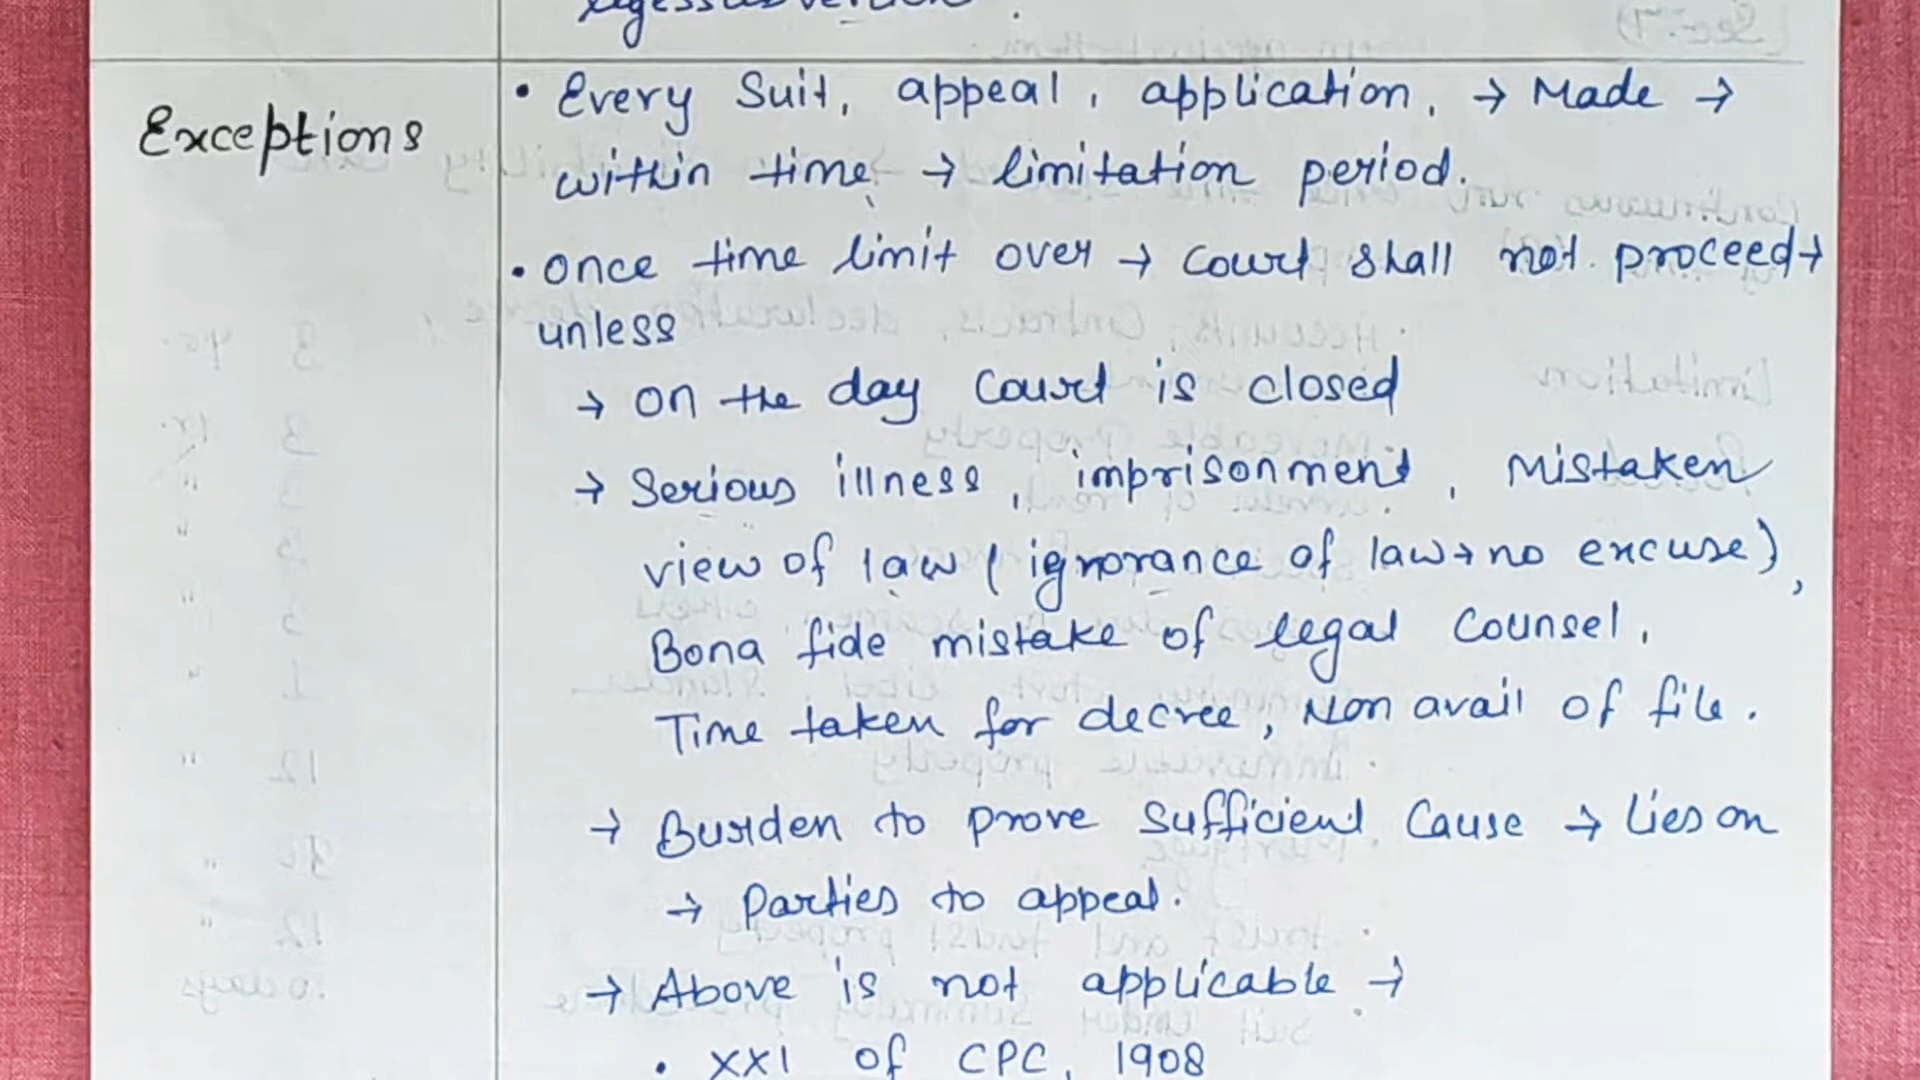 Exceptions
• Every Suit, appeal, application, → Made →
within time → limitation period.
• once time limit over → Court shall not proceed →
unless
→ on the day Court is closed
→ Serious illness, imprisonment, Mistaken
view of law (ignorance of law → no excuse),
Bona fide mistake of legal Counsel,
Time taken for decree, Non avail of file.
→ Burden to prove Sufficient Cause → Lies on
→ Parties to appeal.
→ Above is not applicable →
• XXI of CPC, 1908